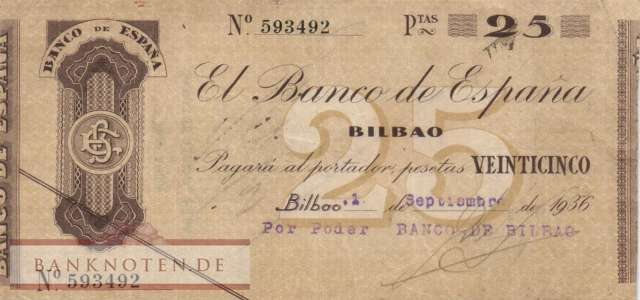 Nº 593492 PTAS 25
BANCO DE ESPAÑA
BANCO DE ESPAÑA
El Banco de España
BILBAO
25
Pagará al portador, pesetas VEINTICINCO
Bilbao, 1 de Septiembre de 1936
Por Poder BANCO DE BILBAO
BANKNOTEN.DE
Nº 593492